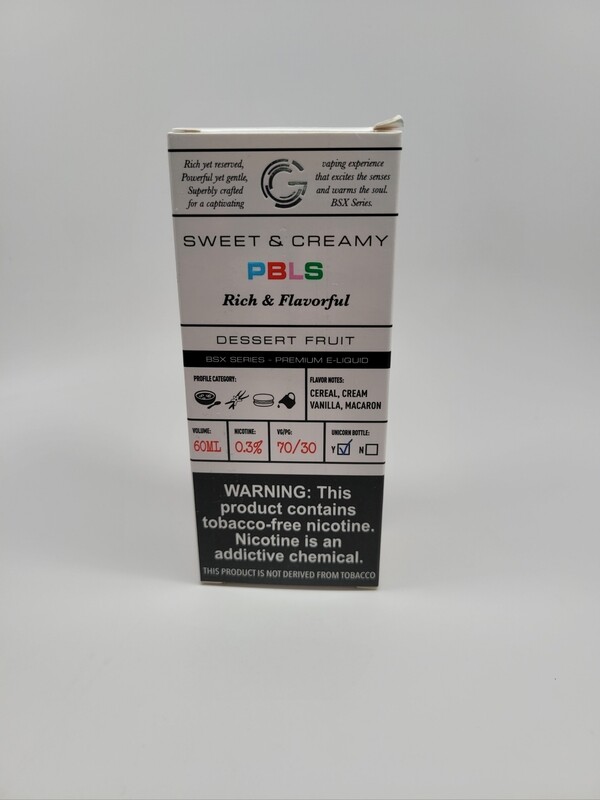 Rich yet reserved,
Powerful yet gentle,
Superbly crafted
for a captivating
G
vaping experience
that excites the senses
and warms the soul.
BSX Series.
SWEET & CREAMY
PBLS
Rich & Flavorful
DESSERT FRUIT
BSX SERIES - PREMIUM E-LIQUID
PROFILE CATEGORY:
FLAVOR NOTES:
CEREAL, CREAM
VANILLA, MACARON
VOLUME:
60ML
NICOTINE:
0.3%
VG/PG:
70/30
UNICORN BOTTLE:
Y N
WARNING: This
product contains
tobacco-free nicotine.
Nicotine is an
addictive chemical.
THIS PRODUCT IS NOT DERIVED FROM TOBACCO